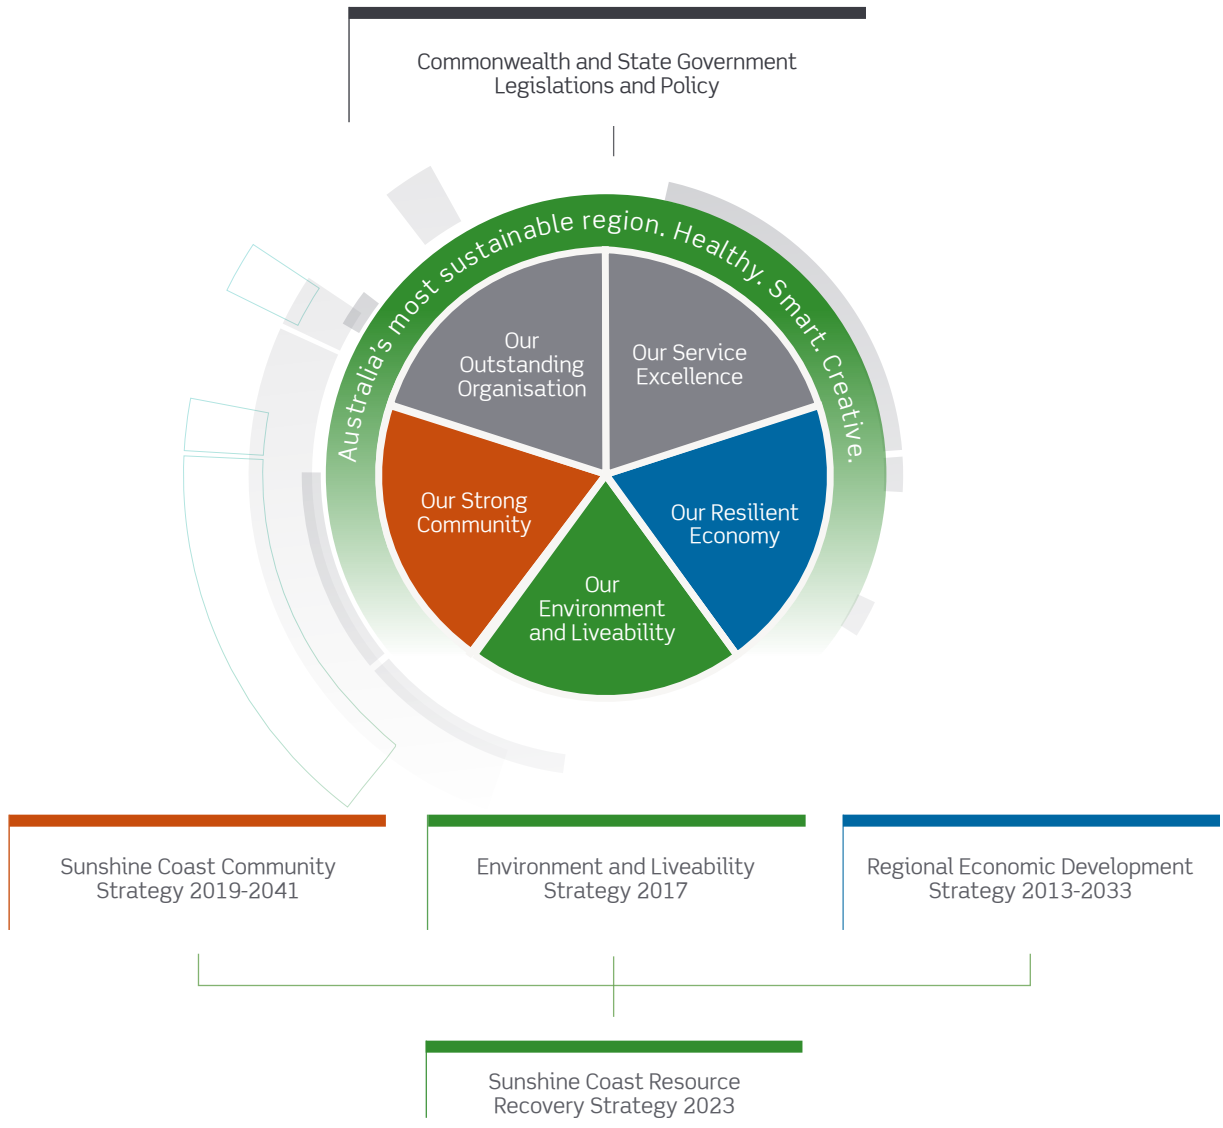 Commonwealth and State Government
Legislations and Policy
Australia's most sustainable region. Healthy. Smart. Creative.
Our
Outstanding
Organisation
Our Service
Excellence
Our Strong
Community
Our Resilient
Economy
Our
Environment
and Liveability
Sunshine Coast Community
Strategy 2019-2041
Environment and Liveability
Strategy 2017
Regional Economic Development
Strategy 2013-2033
Sunshine Coast Resource
Recovery Strategy 2023